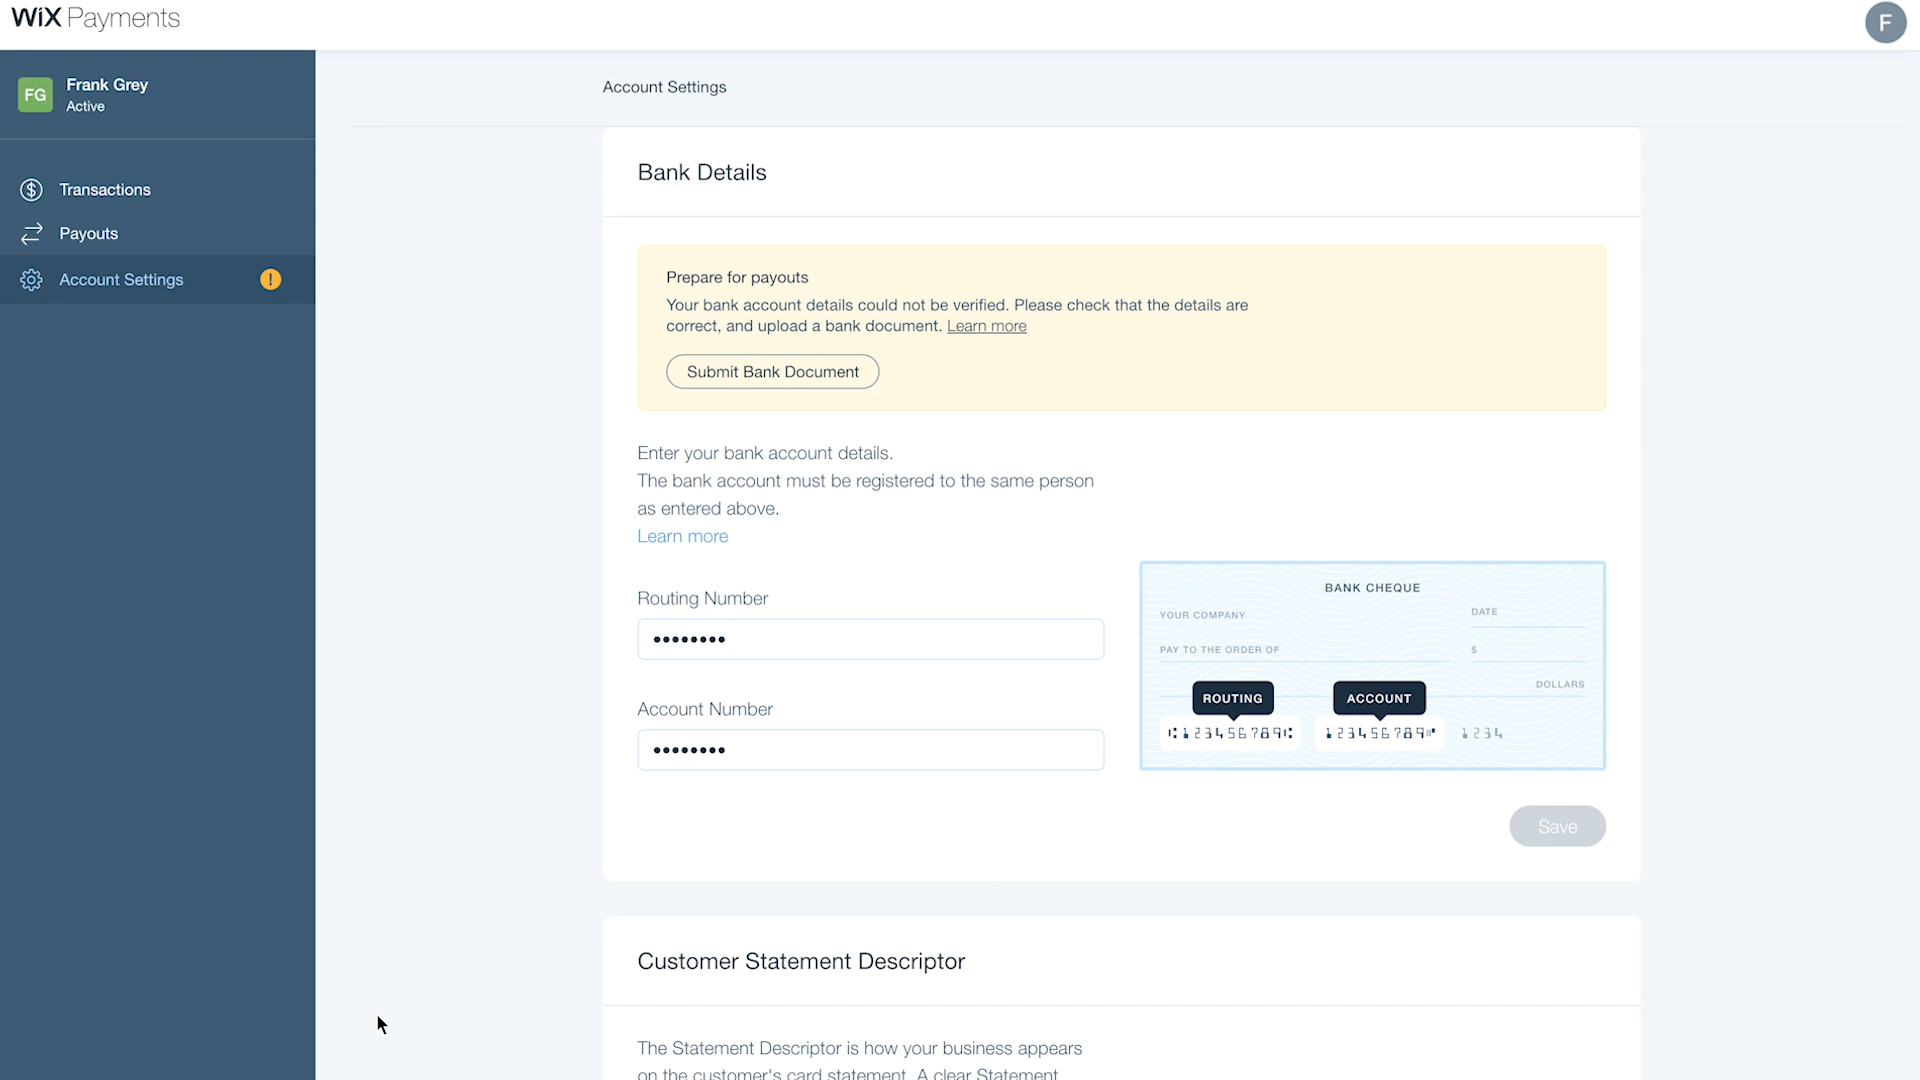 WiX Payments
F
FG
Frank Grey
Active
Transactions
Payouts
Account Settings
!
Account Settings
Bank Details
Prepare for payouts
Your bank account details could not be verified. Please check that the details are
correct, and upload a bank document. Learn more
Submit Bank Document
Enter your bank account details.
The bank account must be registered to the same person
as entered above.
Learn more
Routing Number
••••••••
Account Number
••••••••
BANK CHEQUE
YOUR COMPANY
DATE
PAY TO THE ORDER OF
$
DOLLARS
ROUTING
ACCOUNT
⑆123456789⑆ 123456789⑈ 1234
Save
Customer Statement Descriptor
The Statement Descriptor is how your business appears
on the customer's card statement. A clear Statement